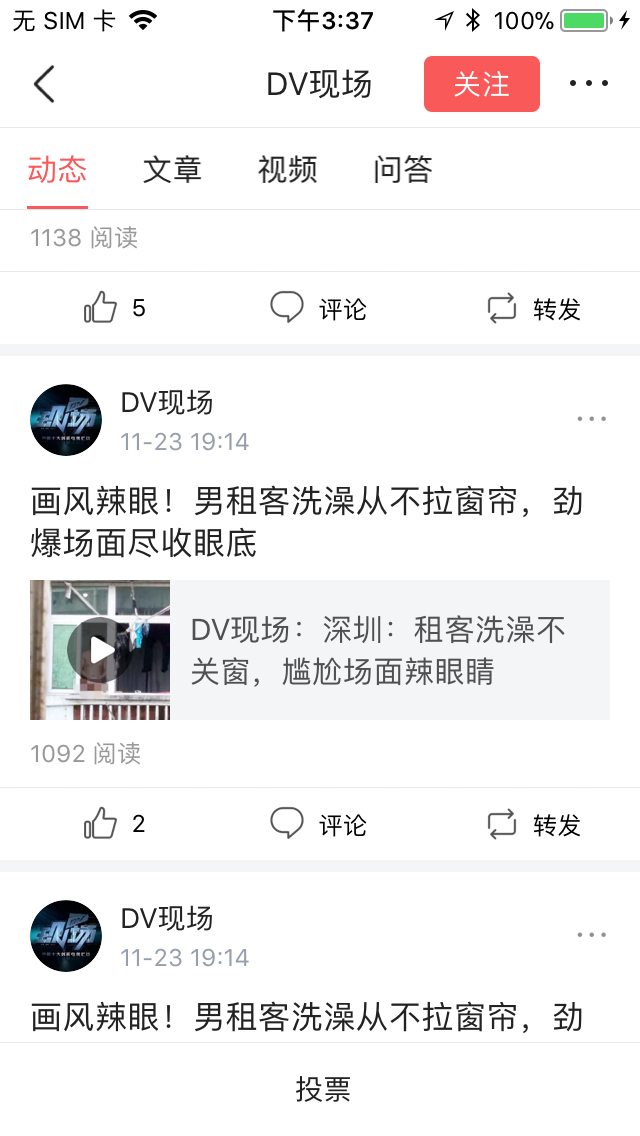 无 SIM 卡 下午3:37 100%
DV现场 关注
动态 文章 视频 问答
1138 阅读
5 评论 转发
DV现场
11-23 19:14
画风辣眼！男租客洗澡从不拉窗帘，劲
爆场面尽收眼底
DV现场：深圳：租客洗澡不
关窗，尴尬场面辣眼睛
1092 阅读
2 评论 转发
DV现场
11-23 19:14
画风辣眼！男租客洗澡从不拉窗帘，劲
投票